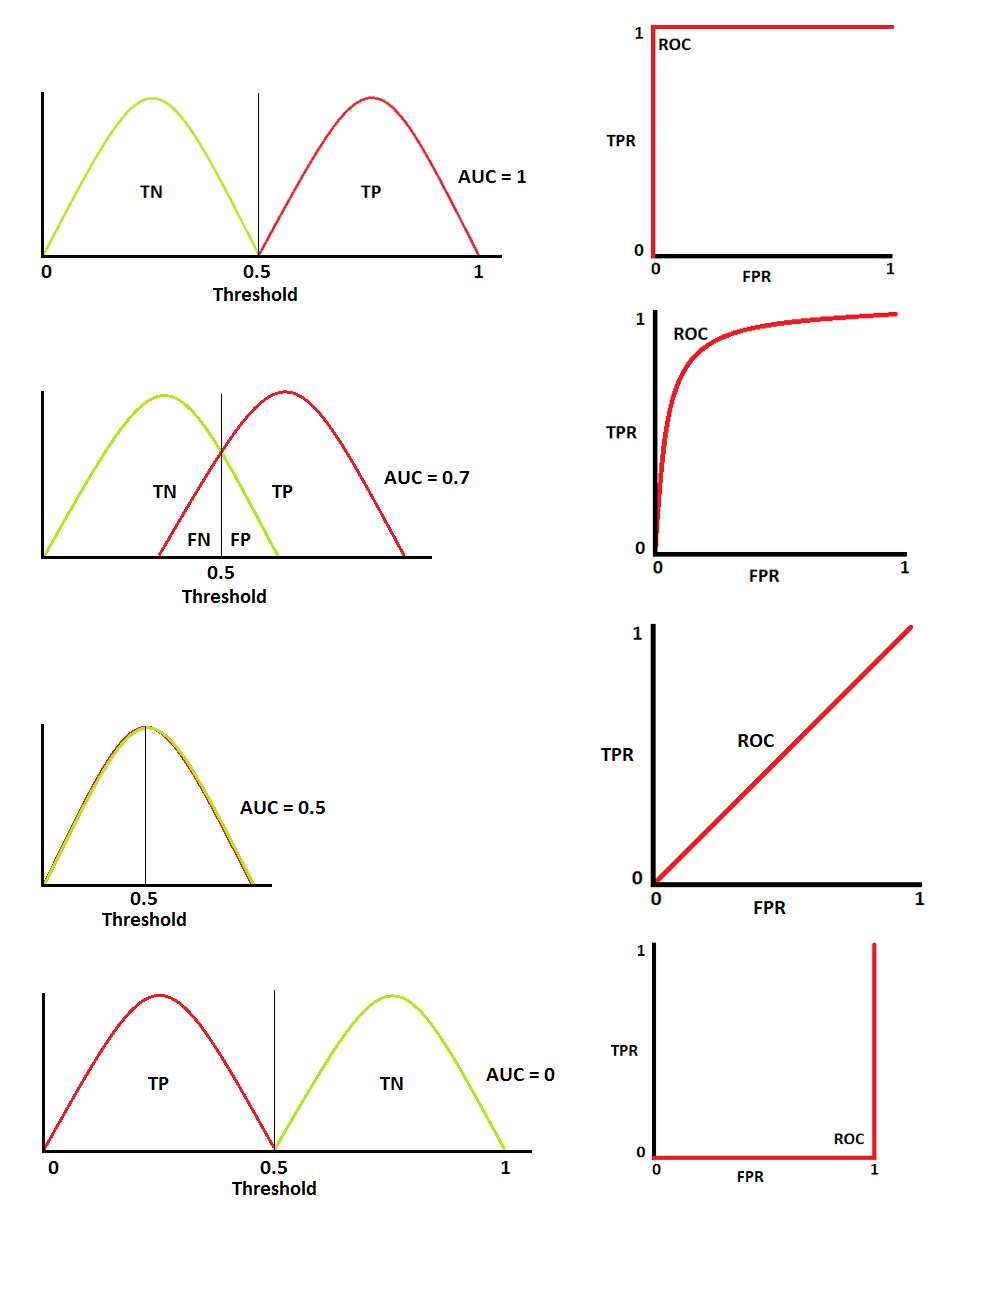 TN
TP
AUC = 1
0
0.5
1
Threshold
1
ROC
TPR
0
0
1
FPR
TN
TP
FN
FP
AUC = 0.7
0.5
Threshold
1
ROC
TPR
0
0
1
FPR
AUC = 0.5
0.5
Threshold
1
ROC
TPR
0
0
1
FPR
TP
TN
AUC = 0
0
0.5
1
Threshold
1
TPR
ROC
0
0
1
FPR